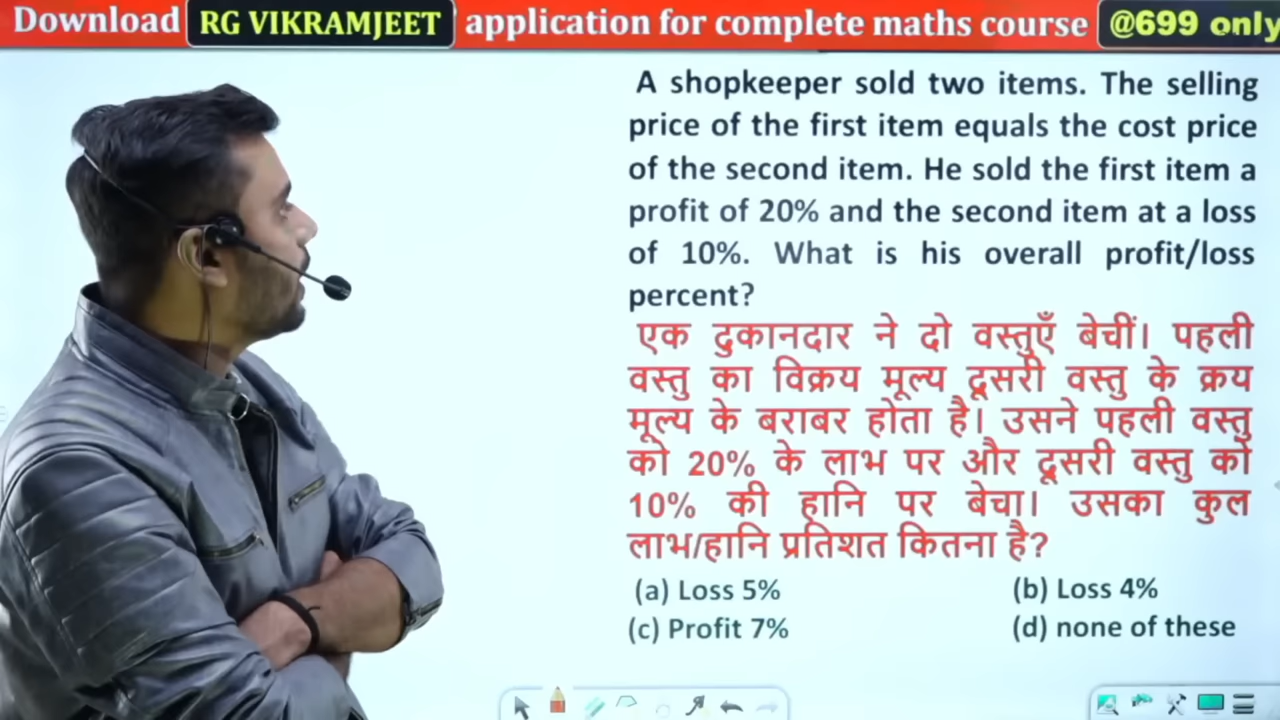 Download RG VIKRAMJEET application for complete maths course @699 only
A shopkeeper sold two items. The selling
price of the first item equals the cost price
of the second item. He sold the first item a
profit of 20% and the second item at a loss
of 10%. What is his overall profit/loss
percent?
एक दुकानदार ने दो वस्तुएँ बेचीं। पहली
वस्तु का विक्रय मूल्य दूसरी वस्तु के क्रय
मूल्य के बराबर होता है। उसने पहली वस्तु
को 20% के लाभ पर और दूसरी वस्तु को
10% की हानि पर बेचा। उसका कुल
लाभ/हानि प्रतिशत कितना है?
(a) Loss 5% (b) Loss 4%
(c) Profit 7% (d) none of these